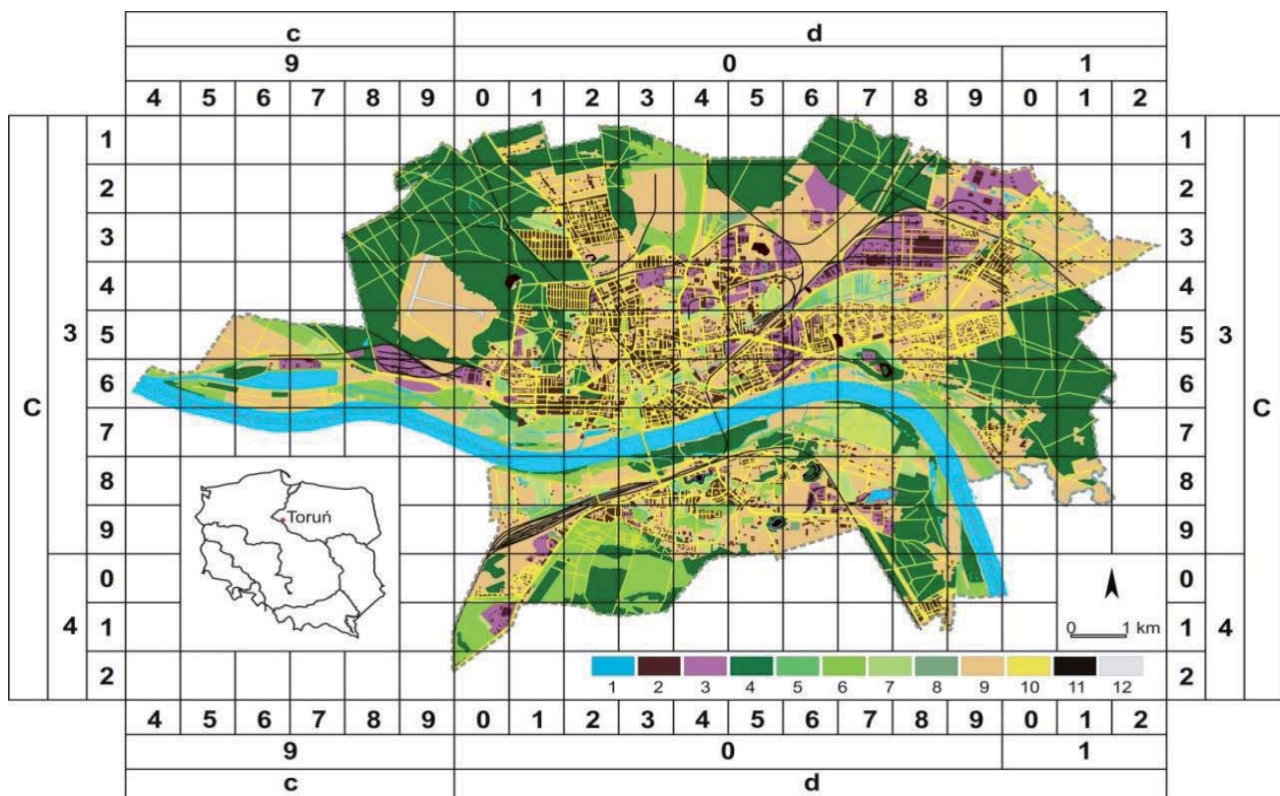 c d
9 0 1
4 5 6 7 8 9 0 1 2 3 4 5 6 7 8 9 0 1 2
1 1
2 2
3 3
4 4
3 5 5 3
C 6 6 C
7 7
8 8
Toruń
9 9
0 0
0 1 km
4 1 1 4
2 2
1 2 3 4 5 6 7 8 9 10 11 12
4 5 6 7 8 9 0 1 2 3 4 5 6 7 8 9 0 1 2
9 0 1
c d